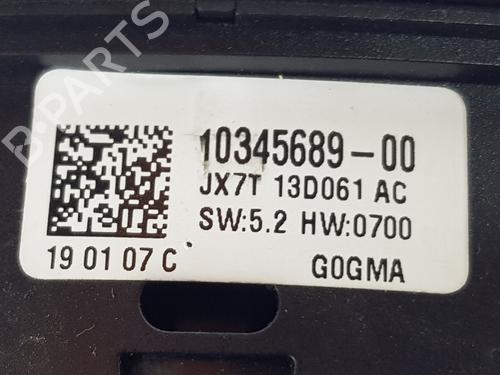 B-PARTS
10345689-00
JX7T 13D061 AC
SW:5.2 HW:0700
19 01 07 C
G0GMA